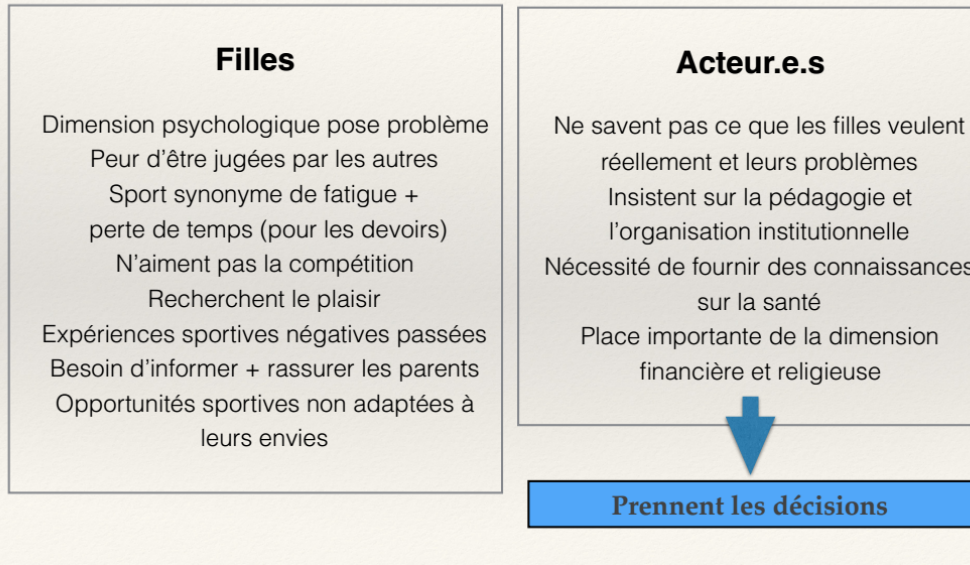 Filles
Dimension psychologique pose problème
Peur d'être jugées par les autres
Sport synonyme de fatigue +
perte de temps (pour les devoirs)
N'aiment pas la compétition
Recherchent le plaisir
Expériences sportives négatives passées
Besoin d'informer + rassurer les parents
Opportunités sportives non adaptées à
leurs envies
Acteur.e.s
Ne savent pas ce que les filles veulent
réellement et leurs problèmes
Insistent sur la pédagogie et
l'organisation institutionnelle
Nécessité de fournir des connaissances
sur la santé
Place importante de la dimension
financière et religieuse
Prennent les décisions